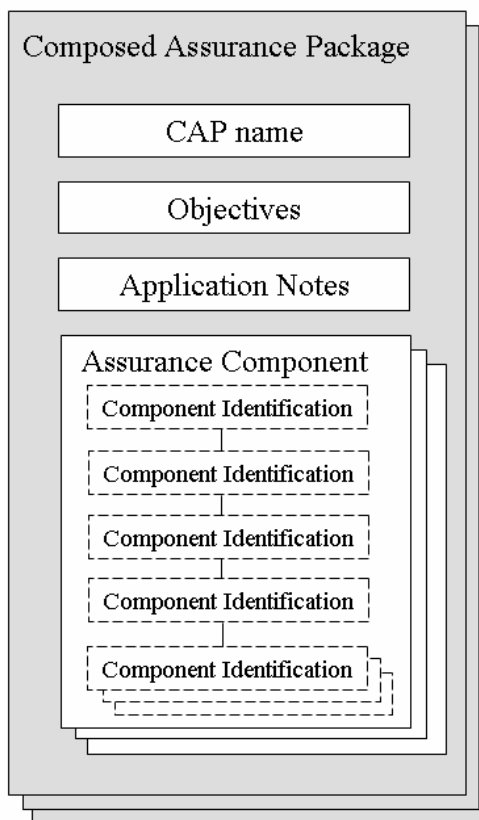 Composed Assurance Package
CAP name
Objectives
Application Notes
Assurance Component
Component Identification
Component Identification
Component Identification
Component Identification
Component Identification